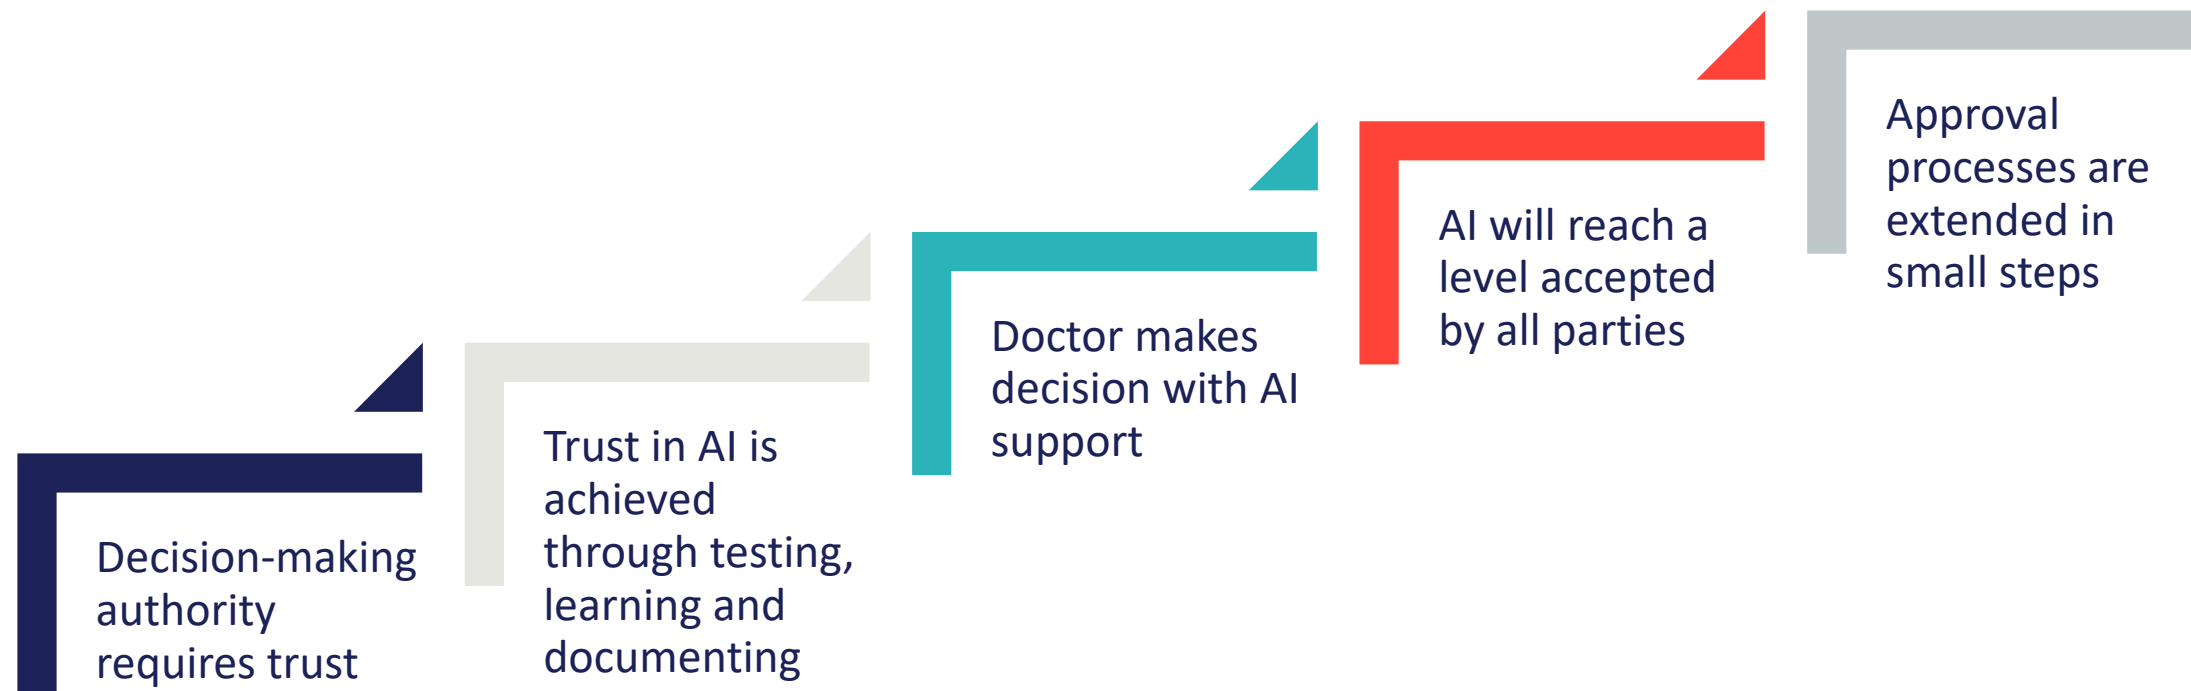 Decision-making
authority
requires trust
Trust in AI is
achieved
through testing,
learning and
documenting
Doctor makes
decision with AI
support
AI will reach a
level accepted
by all parties
Approval
processes are
extended in
small steps